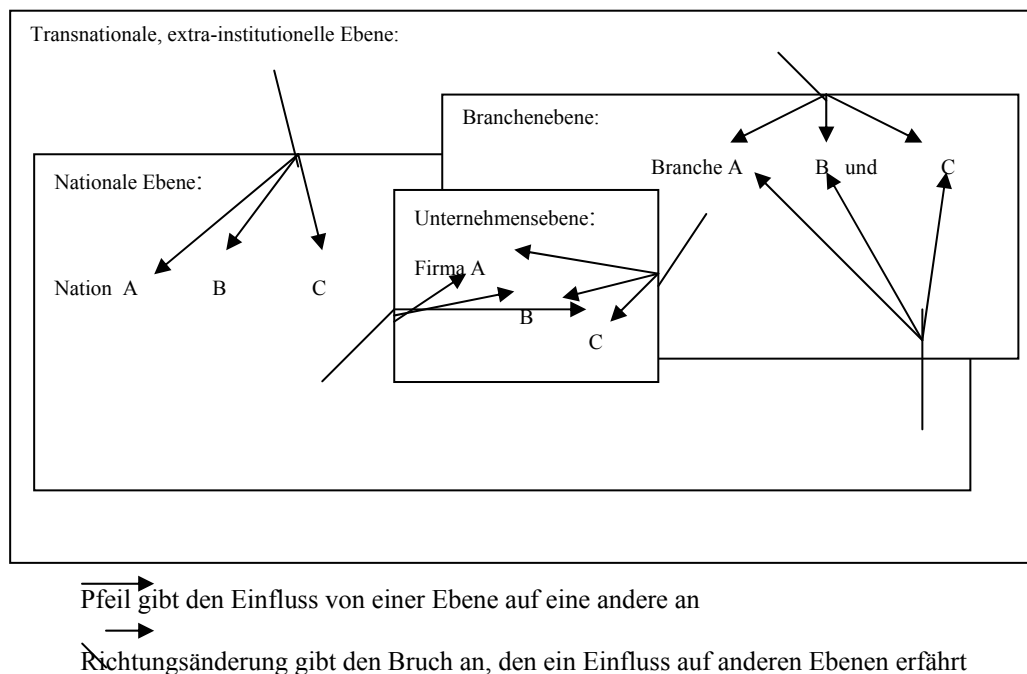 Transnationale, extra-institutionelle Ebene:
Branchenebene:
Branche A B und C
Nationale Ebene:
Unternehmensebene:
Firma A
Nation A B C
B
C
Pfeil gibt den Einfluss von einer Ebene auf eine andere an
Richtungsänderung gibt den Bruch an, den ein Einfluss auf anderen Ebenen erfährt